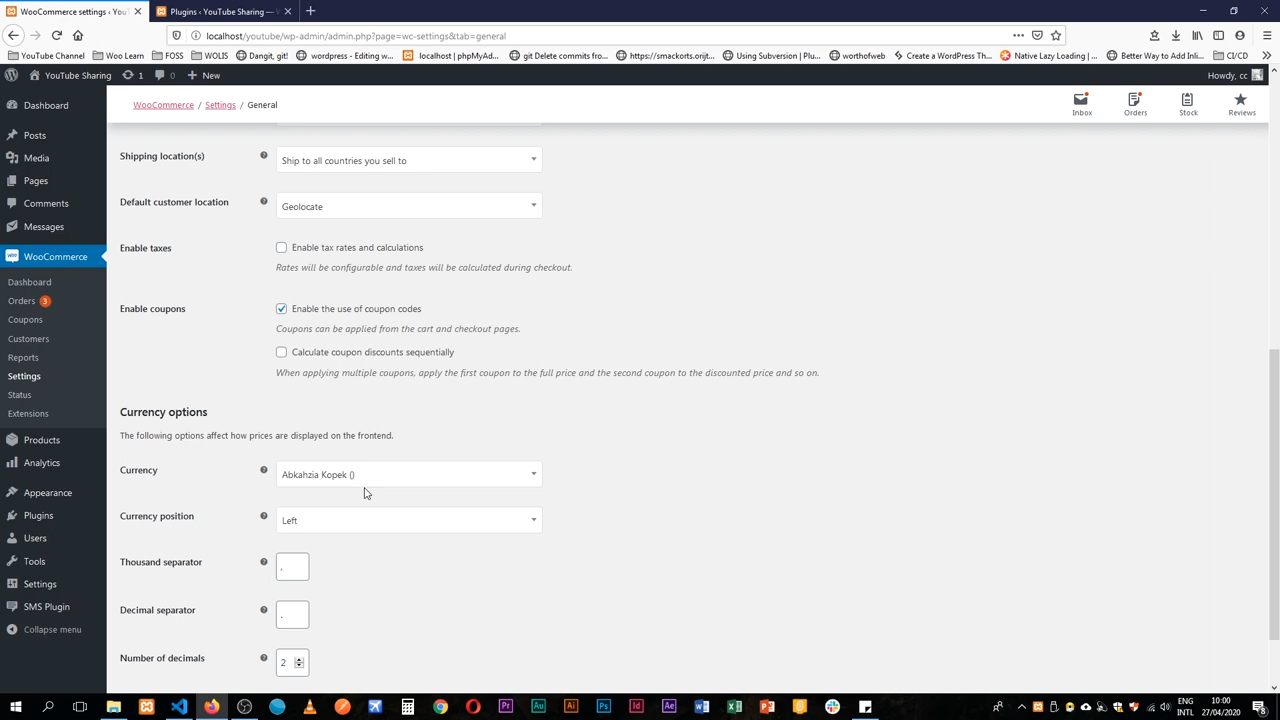 WooCommerce settings ‹ YouT
Plugins ‹ YouTube Sharing —
localhost/youtube/wp-admin/admin.php?page=wc-settings&tab=general
YouTube Channel
Woo Learn
FOSS
WOLIS
Dangit, git!
wordpress - Editing w...
localhost | phpMyAd...
git Delete commits f...
https://smackorts.orijt...
Using Subversion | Pl...
worthofweb
Create a WordPress Th...
Native Lazy Loading | ...
Better Way to Add Inli...
CI/CD
YouTube Sharing
1
0
New
Howdy, cc
WooCommerce / Settings / General
Inbox
Orders
Stock
Reviews
Dashboard
Posts
Media
Pages
Comments
Messages
WooCommerce
Dashboard
Orders 3
Coupons
Customers
Reports
Settings
Status
Extensions
Products
Analytics
Appearance
Plugins
Users
Tools
Settings
SMS Plugin
Collapse menu
Shipping location(s)
Ship to all countries you sell to
Default customer location
Geolocate
Enable taxes
Enable tax rates and calculations
Rates will be configurable and taxes will be calculated during checkout.
Enable coupons
Enable the use of coupon codes
Coupons can be applied from the cart and checkout pages.
Calculate coupon discounts sequentially
When applying multiple coupons, apply the first coupon to the full price and the second coupon to the discounted price and so on.
Currency options
The following options affect how prices are displayed on the frontend.
Currency
Abkahzia Kopek ()
Currency position
Left
Thousand separator
,
Decimal separator
.
Number of decimals
2
ENG
INTL
10:00
27/04/2020